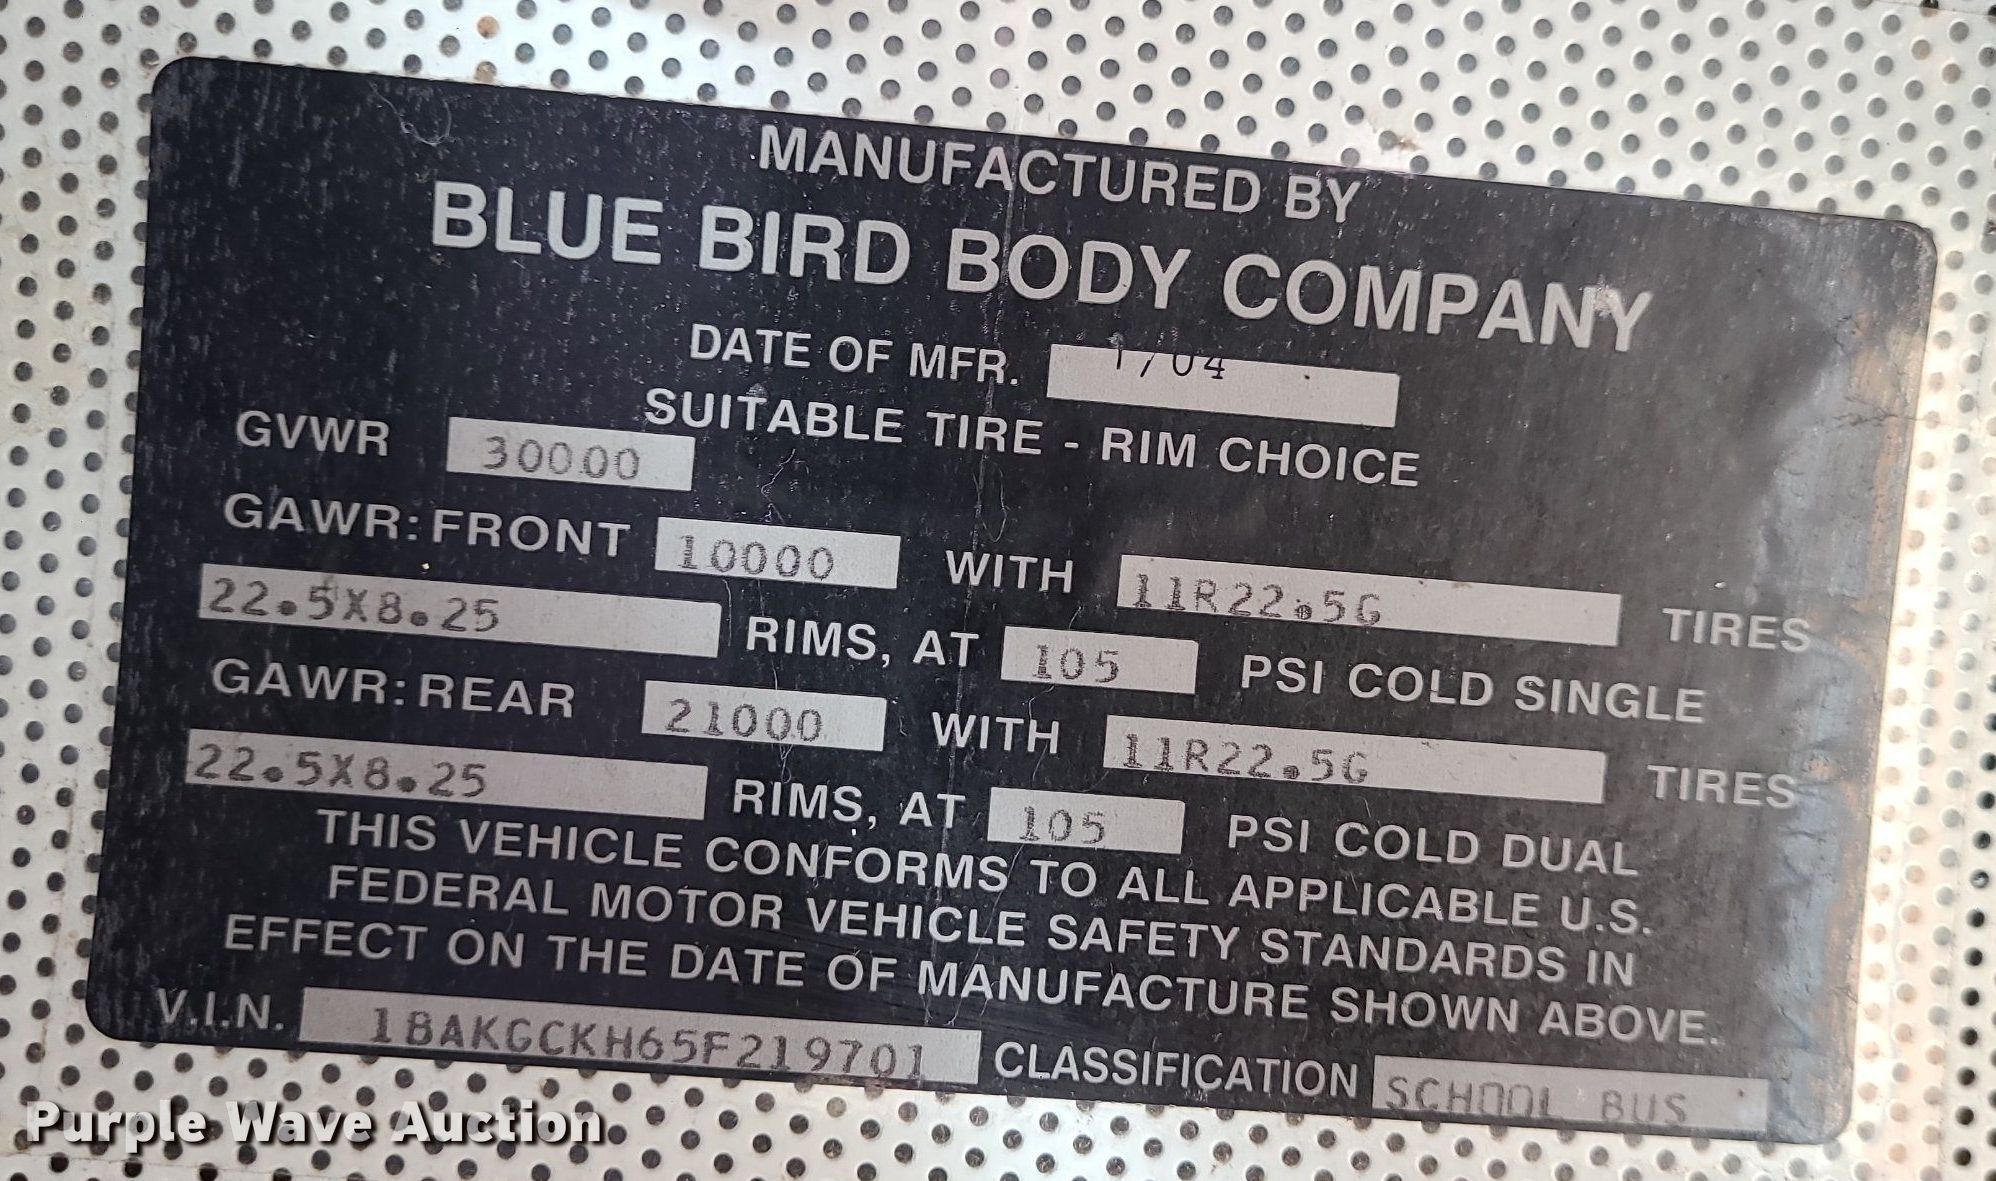 MANUFACTURED BY
BLUE BIRD BODY COMPANY
DATE OF MFR. 1/04
SUITABLE TIRE - RIM CHOICE
GVWR 30000
GAWR: FRONT 10000 WITH 11R22.5G TIRES
22.5X8.25 RIMS, AT 105 PSI COLD SINGLE
GAWR: REAR 21000 WITH 11R22.5G TIRES
22.5X8.25 RIMS, AT 105 PSI COLD DUAL
THIS VEHICLE CONFORMS TO ALL APPLICABLE U.S.
FEDERAL MOTOR VEHICLE SAFETY STANDARDS IN
EFFECT ON THE DATE OF MANUFACTURE SHOWN ABOVE.
V.I.N. 1BAKGCKH65F219701 CLASSIFICATION SCHOOL BUS
Purple Wave Auction